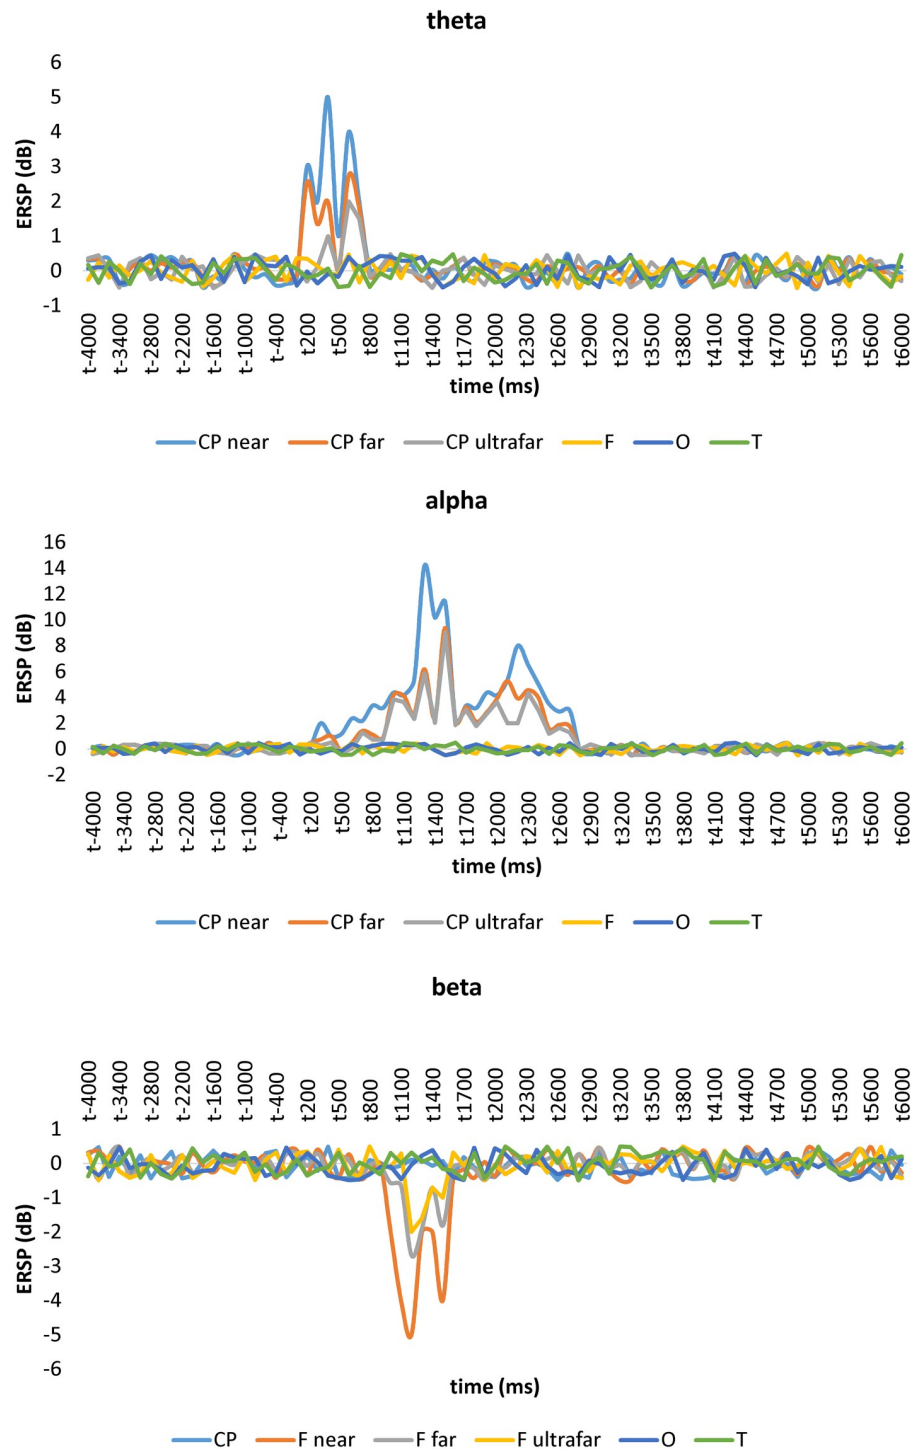 theta
6
5
4
3
2
1
0
-1
ERSP (dB)
t-4000 t-3400 t-2800 t-2200 t-1600 t-1000 t-400 t200 t500 t800 t1100 t1400 t1700 t2000 t2300 t2600 t2900 t3200 t3500 t3800 t4100 t4400 t4700 t5000 t5300 t5600 t6000
time (ms)
CP near CP far CP ultrafar F O T
alpha
16
14
12
10
8
6
4
2
0
-2
ERSP (dB)
t-4000 t-3400 t-2800 t-2200 t-1600 t-1000 t-400 t200 t500 t800 t1100 t1400 t1700 t2000 t2300 t2600 t2900 t3200 t3500 t3800 t4100 t4400 t4700 t5000 t5300 t5600 t6000
time (ms)
CP near CP far CP ultrafar F O T
beta
t-4000 t-3400 t-2800 t-2200 t-1600 t-1000 t-400 t200 t500 t800 t1100 t1400 t1700 t2000 t2300 t2600 t2900 t3200 t3500 t3800 t4100 t4400 t4700 t5000 t5300 t5600 t6000
1
0
-1
-2
-3
-4
-5
-6
ERSP (dB)
time (ms)
CP F near F far F ultrafar O T